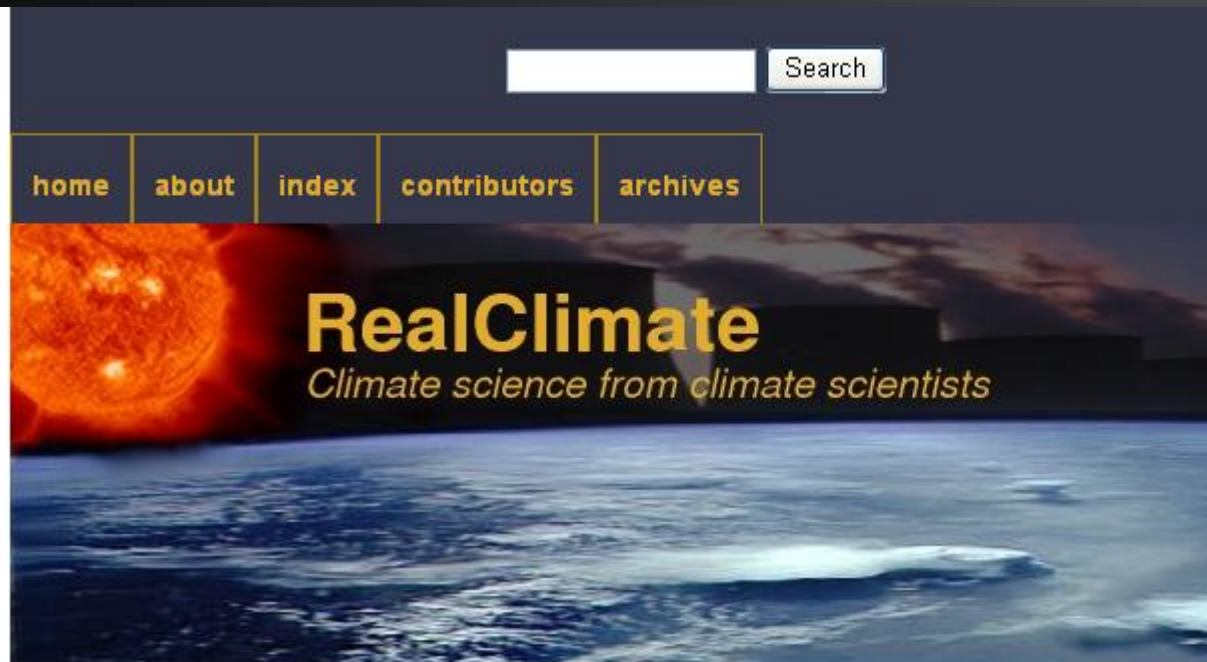 Search
home about index contributors archives
RealClimate
Climate science from climate scientists